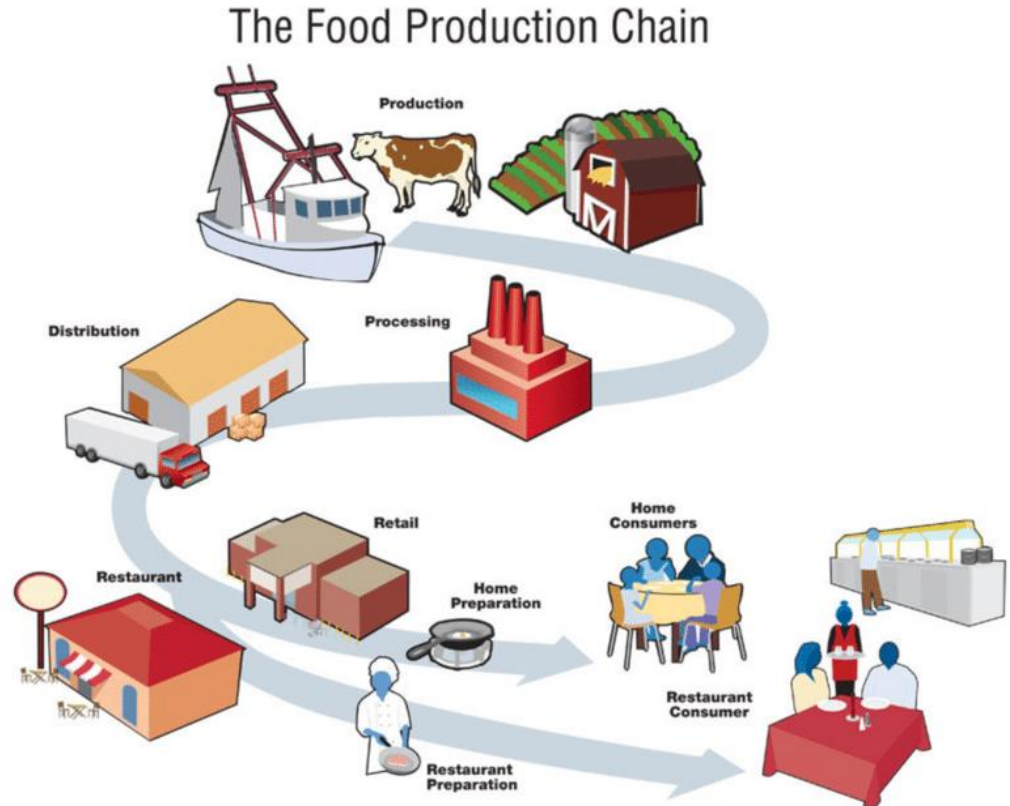 The Food Production Chain
Production
Processing
Distribution
Retail
Restaurant
Home
Preparation
Home
Consumers
Restaurant
Preparation
Restaurant
Consumer